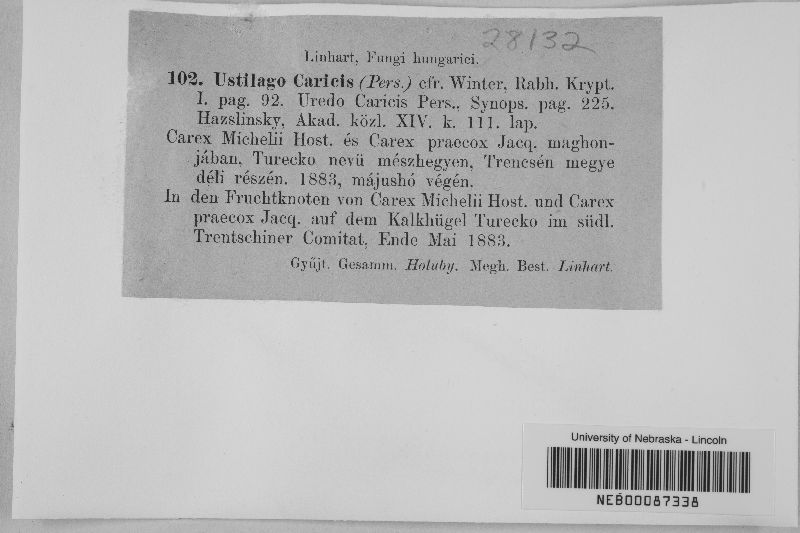 28132
Linhart, Fungi hungarici.
102. Ustilago Caricis (Pers.) cfr. Winter, Rabh. Krypt.
I. pag. 92. Uredo Caricis Pers., Synops. pag. 225.
Hazslinsky, Akad. közl. XIV. k. 111. lap.
Carex Michelii Host. és Carex praecox Jacq. maghon-
jában, Turecko nevü mészhegyen, Trencsén megye
déli részén. 1883, májushó végén.
In den Fruchtknoten von Carex Michelii Host. und Carex
praecox Jacq. auf dem Kalkhügel Turecko im südl.
Trentschiner Comitat, Ende Mai 1883.
Gyűjt. Gesamm. Holuby. Megh. Best. Linhart.
University of Nebraska - Lincoln
NEB00087338